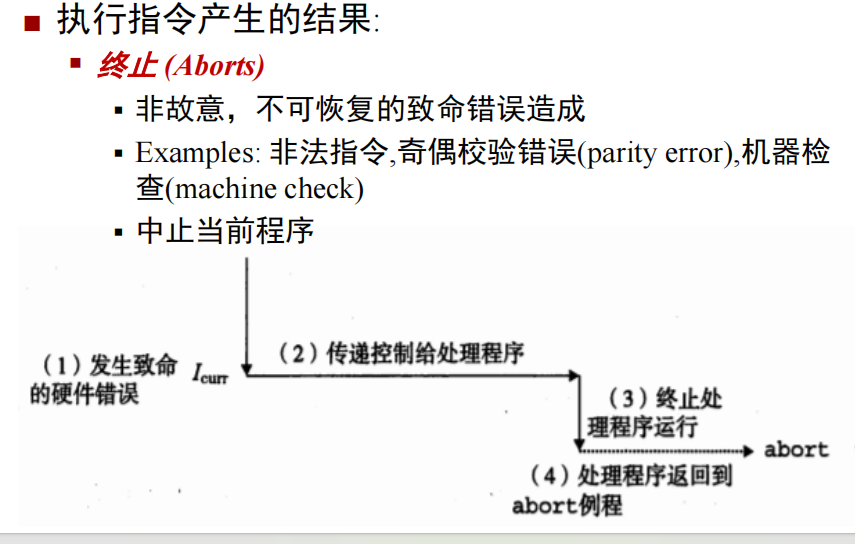 执行指令产生的结果:
终止 (Aborts)
非故意，不可恢复的致命错误造成
Examples: 非法指令,奇偶校验错误(parity error),机器检
查(machine check)
中止当前程序
（1）发生致命
的硬件错误
Icurr
（2）传递控制给处理程序
（3）终止处
理程序运行
abort
（4）处理程序返回到
abort例程